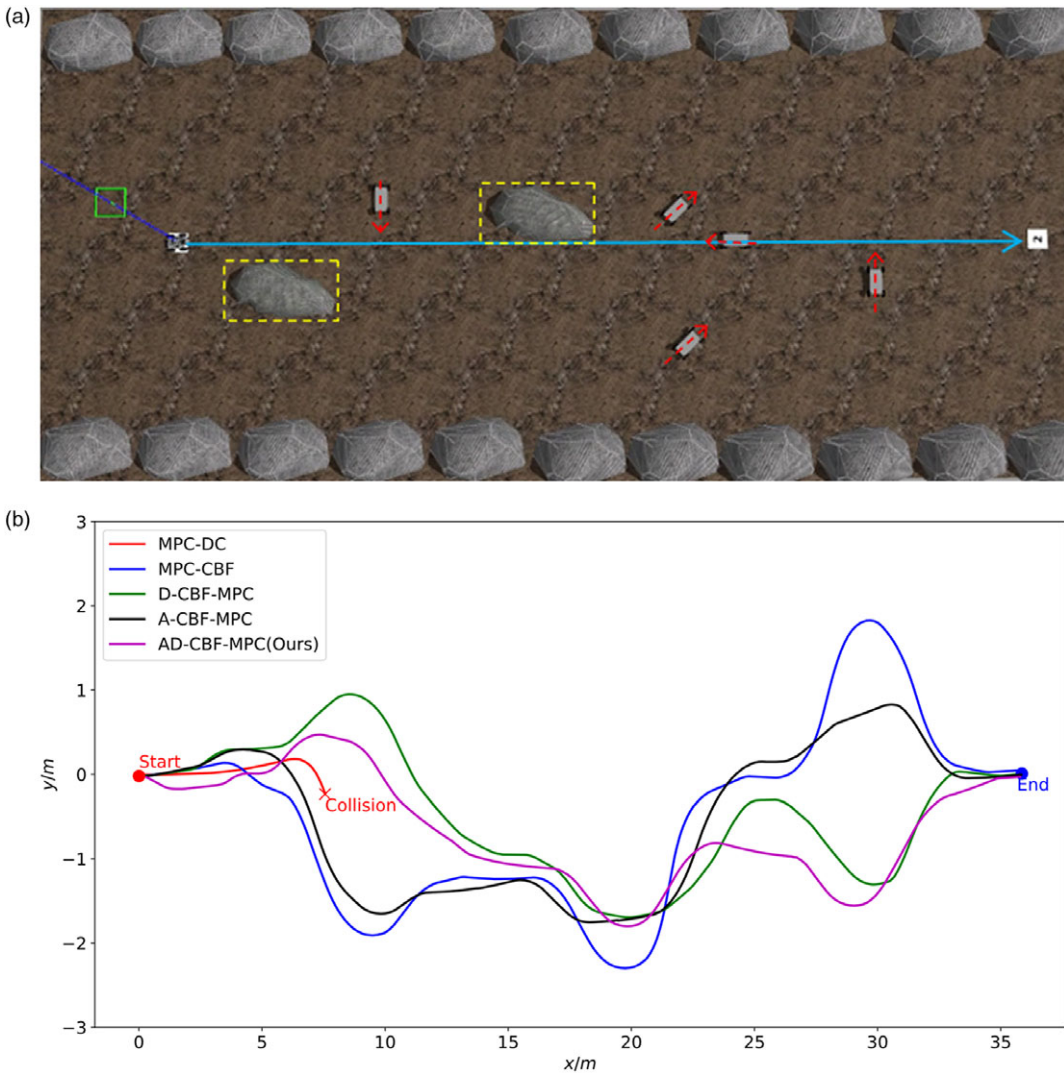 (a)
2
(b)
3
2
1
0
−1
−2
−3
y/m
MPC-DC
MPC-CBF
D-CBF-MPC
A-CBF-MPC
AD-CBF-MPC(Ours)
Start
Collision
End
0 5 10 15 20 25 30 35
x/m